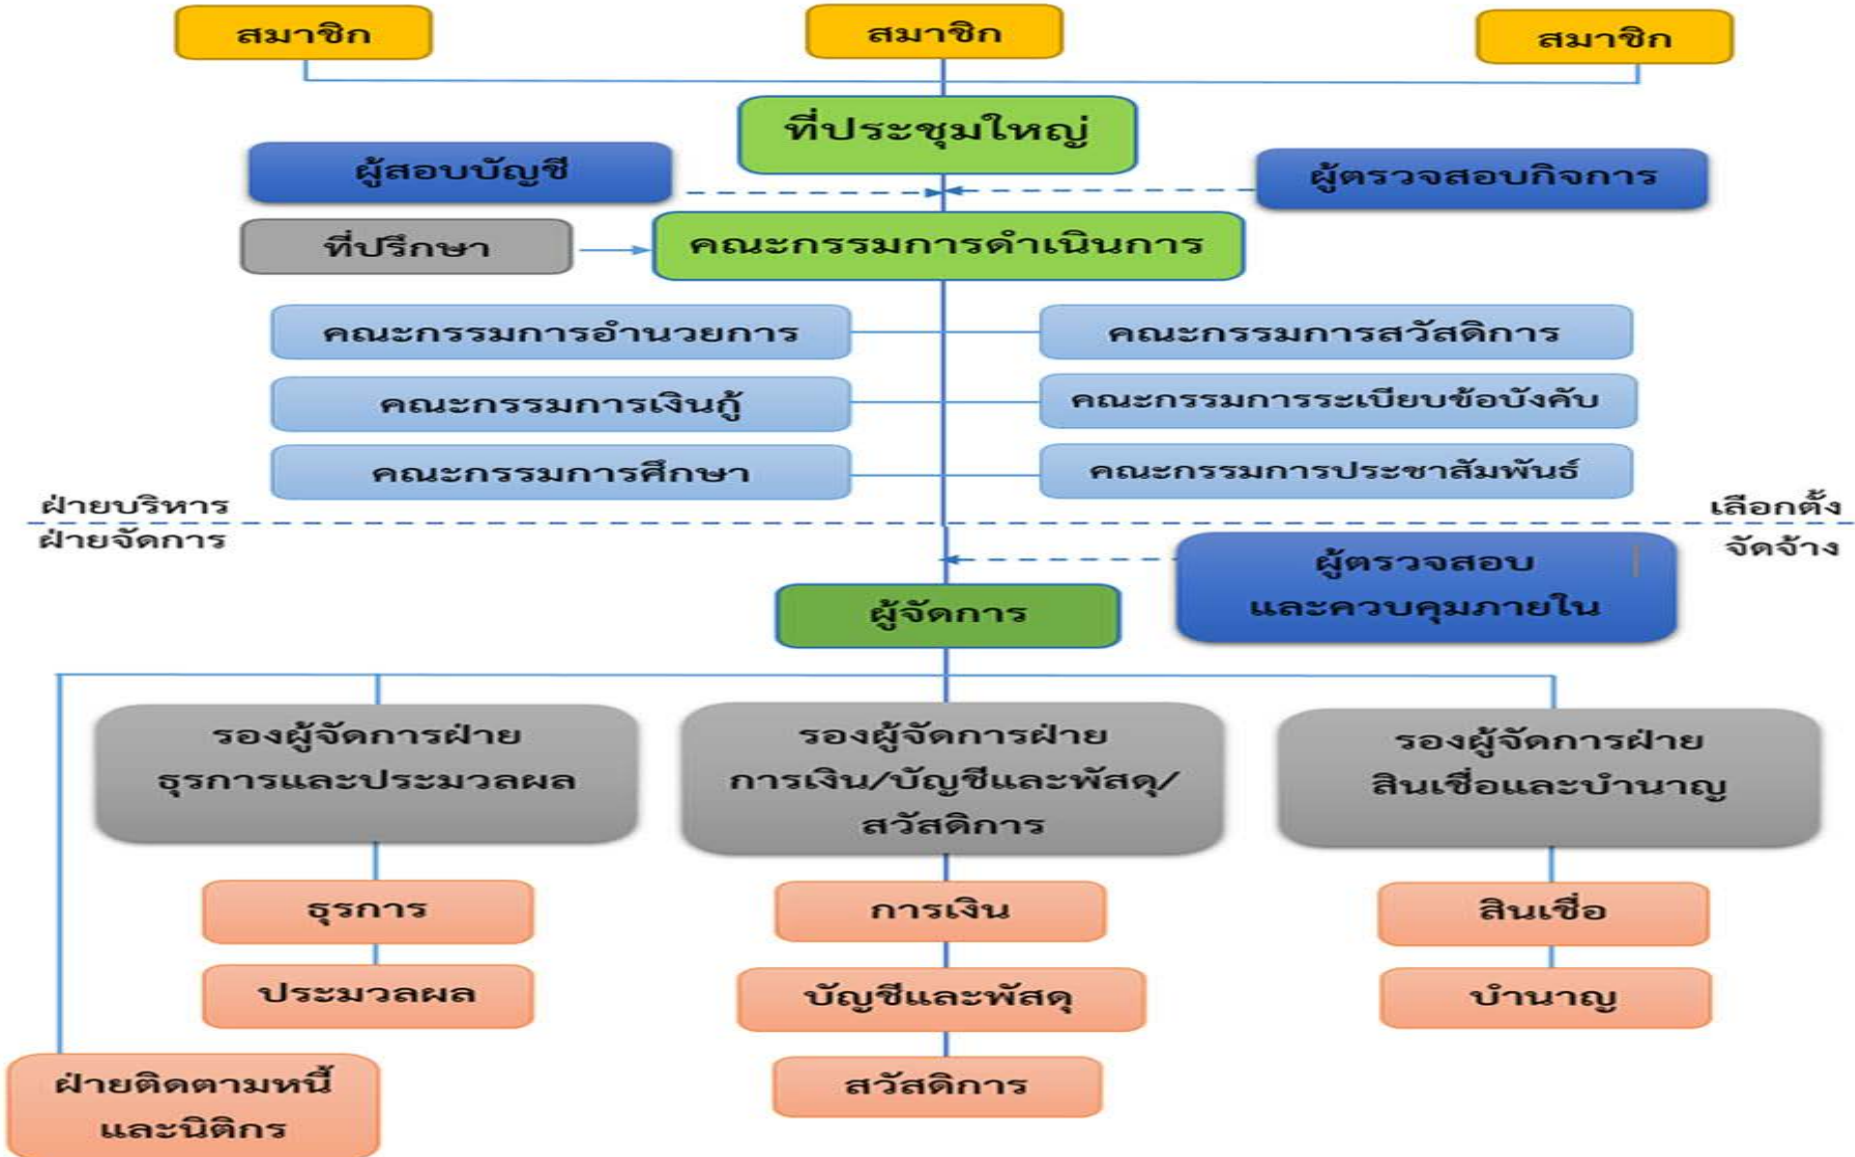 สมาชิก
สมาชิก
สมาชิก
ที่ประชุมใหญ่
ผู้สอบบัญชี
ผู้ตรวจสอบกิจการ
ที่ปรึกษา
คณะกรรมการดำเนินการ
คณะกรรมการอำนวยการ
คณะกรรมการสวัสดิการ
คณะกรรมการเงินกู้
คณะกรรมการระเบียบข้อบังคับ
คณะกรรมการศึกษา
คณะกรรมการประชาสัมพันธ์
ฝ่ายบริหาร
เลือกตั้ง
ฝ่ายจัดการ
จัดจ้าง
ผู้ตรวจสอบ
และควบคุมภายใน
ผู้จัดการ
รองผู้จัดการฝ่าย
ธุรการและประมวลผล
รองผู้จัดการฝ่าย
การเงิน/บัญชีและพัสดุ/
สวัสดิการ
รองผู้จัดการฝ่าย
สินเชื่อและบำนาญ
ธุรการ
การเงิน
สินเชื่อ
ประมวลผล
บัญชีและพัสดุ
บำนาญ
ฝ่ายติดตามหนี้
และนิติกร
สวัสดิการ